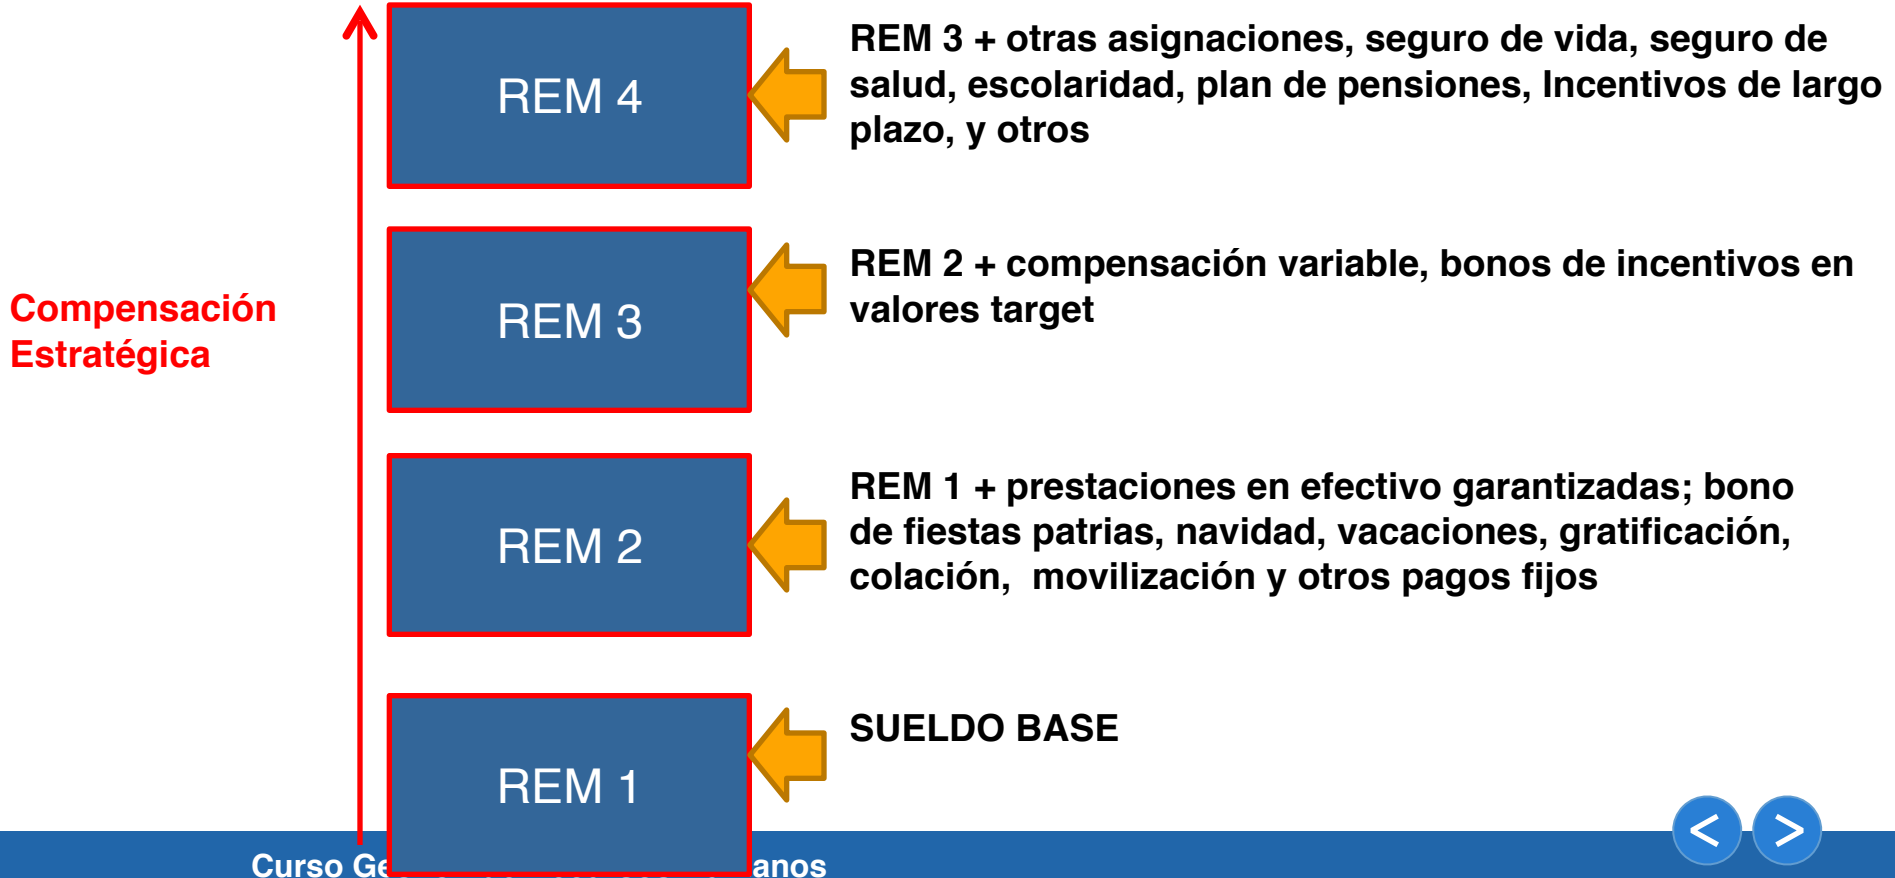 REM 4
REM 3 + otras asignaciones, seguro de vida, seguro de
salud, escolaridad, plan de pensiones, Incentivos de largo
plazo, y otros
Compensación
Estratégica
REM 3
REM 2 + compensación variable, bonos de incentivos en
valores target
REM 2
REM 1 + prestaciones en efectivo garantizadas; bono
de fiestas patrias, navidad, vacaciones, gratificación,
colación, movilización y otros pagos fijos
REM 1
SUELDO BASE
< >
Curso